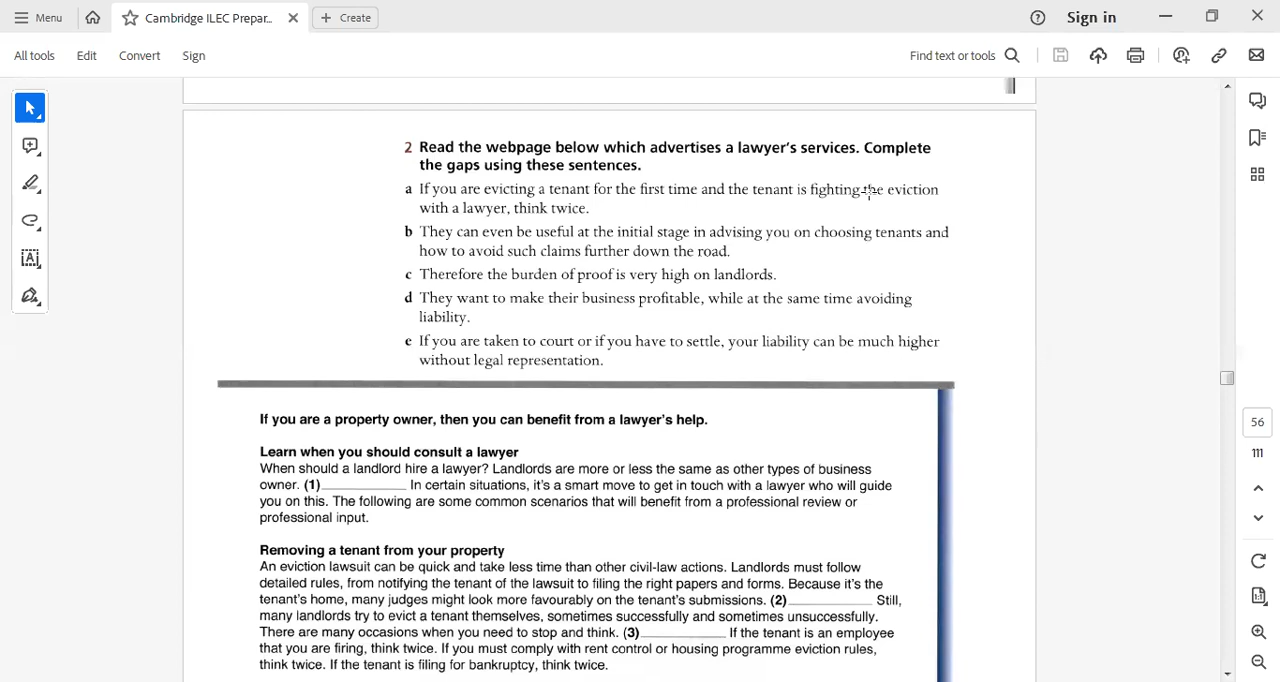 Menu
Cambridge ILEC Prepar...
Create
Sign in
All tools
Edit
Convert
Sign
Find text or tools
2 Read the webpage below which advertises a lawyer's services. Complete
the gaps using these sentences.
a If you are evicting a tenant for the first time and the tenant is fighting the eviction
with a lawyer, think twice.
b They can even be useful at the initial stage in advising you on choosing tenants and
how to avoid such claims further down the road.
c Therefore the burden of proof is very high on landlords.
d They want to make their business profitable, while at the same time avoiding
liability.
e If you are taken to court or if you have to settle, your liability can be much higher
without legal representation.
If you are a property owner, then you can benefit from a lawyer's help.
Learn when you should consult a lawyer
When should a landlord hire a lawyer? Landlords are more or less the same as other types of business
owner. (1)__________ In certain situations, it's a smart move to get in touch with a lawyer who will guide
you on this. The following are some common scenarios that will benefit from a professional review or
professional input.
Removing a tenant from your property
An eviction lawsuit can be quick and take less time than other civil-law actions. Landlords must follow
detailed rules, from notifying the tenant of the lawsuit to filing the right papers and forms. Because it's the
tenant's home, many judges might look more favourably on the tenant's submissions. (2)__________ Still,
many landlords try to evict a tenant themselves, sometimes successfully and sometimes unsuccessfully.
There are many occasions when you need to stop and think. (3)__________ If the tenant is an employee
that you are firing, think twice. If you must comply with rent control or housing programme eviction rules,
think twice. If the tenant is filing for bankruptcy, think twice.
56
111